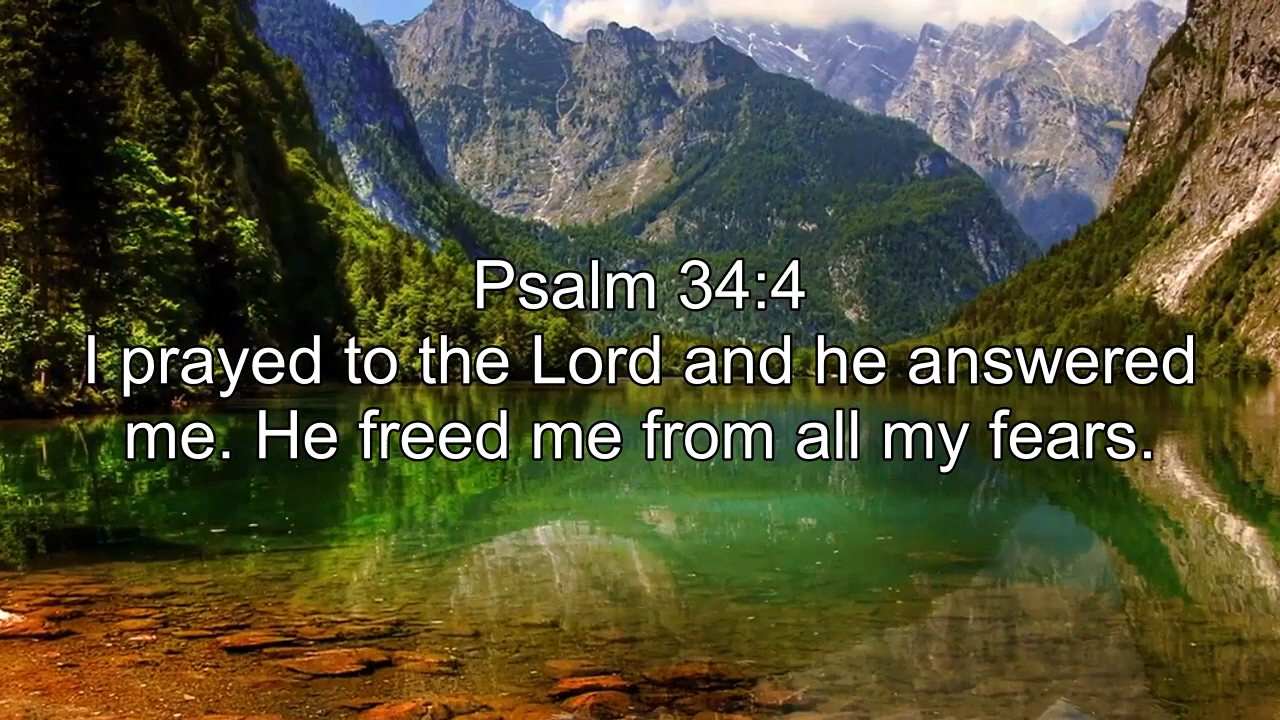 Psalm 34:4
I prayed to the Lord and he answered
me. He freed me from all my fears.